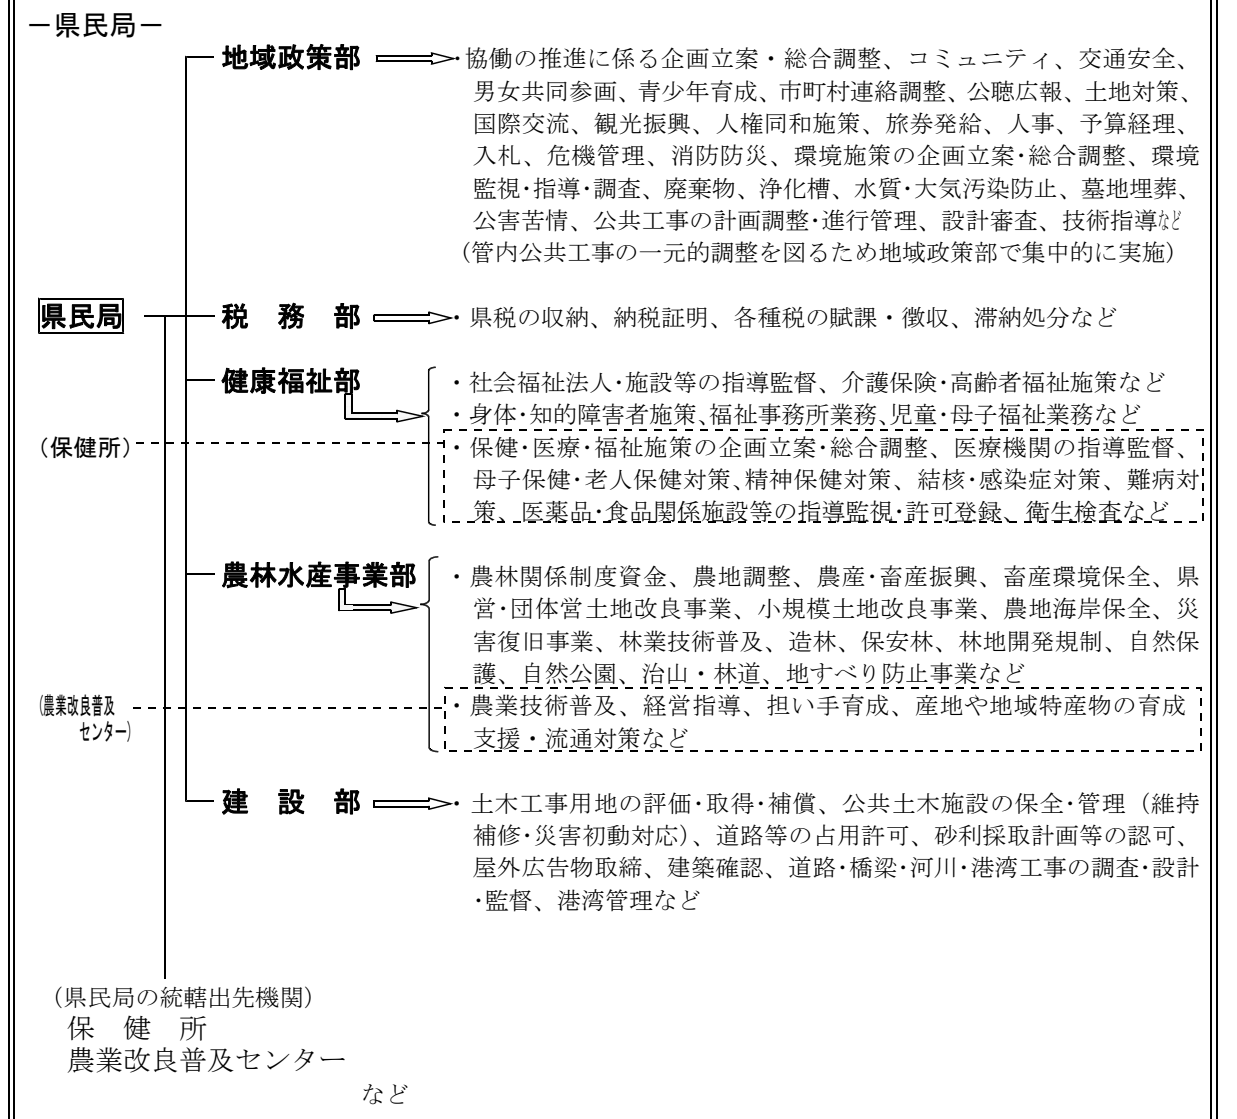 －県民局－
地域政策部 ・協働の推進に係る企画立案・総合調整、コミュニティ、交通安全、
男女共同参画、青少年育成、市町村連絡調整、公聴広報、土地対策、
国際交流、観光振興、人権同和施策、旅券発給、人事、予算経理、
入札、危機管理、消防防災、環境施策の企画立案・総合調整、環境
監視・指導・調査、廃棄物、浄化槽、水質・大気汚染防止、墓地埋葬、
公害苦情、公共工事の計画調整・進行管理、設計審査、技術指導など
（管内公共工事の一元的調整を図るため地域政策部で集中的に実施）
県民局 税務部 ・県税の収納、納税証明、各種税の賦課・徴収、滞納処分など
健康福祉部 ・社会福祉法人・施設等の指導監督、介護保険・高齢者福祉施策など
・身体・知的障害者施策、福祉事務所業務、児童・母子福祉業務など
（保健所） ・保健・医療・福祉施策の企画立案・総合調整、医療機関の指導監督、
母子保健・老人保健対策、精神保健対策、結核・感染症対策、難病対
策、医薬品・食品関係施設等の指導監視・許可登録、衛生検査など
農林水産事業部 ・農林関係制度資金、農地調整、農産・畜産振興、畜産環境保全、県
営・団体営土地改良事業、小規模土地改良事業、農地海岸保全、災
害復旧事業、林業技術普及、造林、保安林、林地開発規制、自然保
護、自然公園、治山・林道、地すべり防止事業など
（農業改良普及 ・農業技術普及、経営指導、担い手育成、産地や地域特産物の育成
センター） 支援・流通対策など
建設部 ・土木工事用地の評価・取得・補償、公共土木施設の保全・管理（維持
補修・災害初動対応）、道路等の占用許可、砂利採取計画等の認可、
屋外広告物取締、建築確認、道路・橋梁・河川・港湾工事の調査・設計
・監督、港湾管理など
（県民局の統轄出先機関）
保健所
農業改良普及センター
など